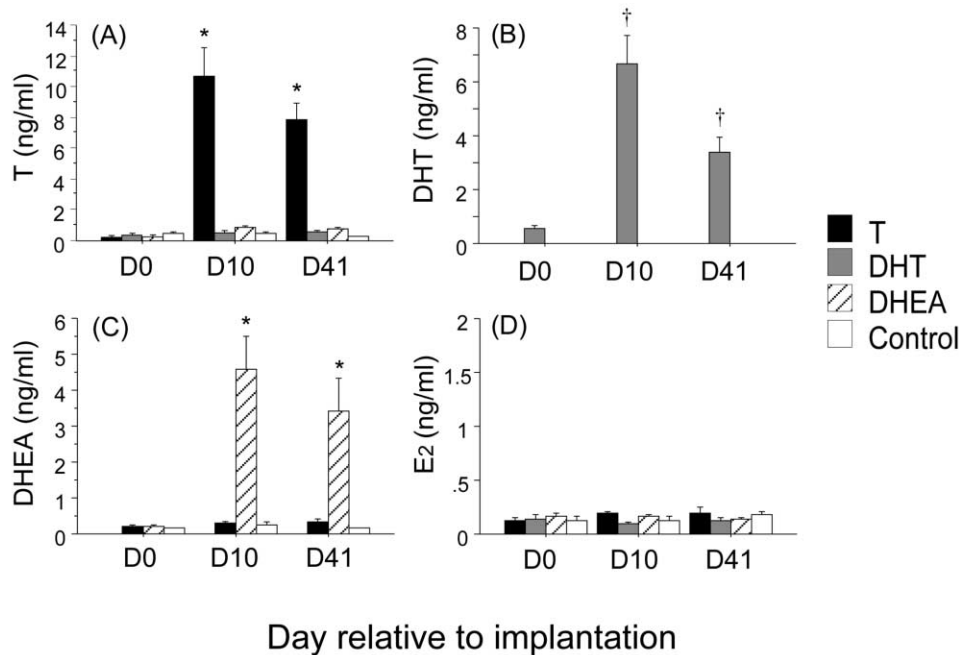 (A)
T (ng/ml)
14
12
10
8
6
4
2
0
*
*
D0 D10 D41
(B)
DHT (ng/ml)
8
6
4
2
0
†
†
D0 D10 D41
T
DHT
DHEA
Control
(C)
DHEA (ng/ml)
6
5
4
3
2
1
0
*
*
D0 D10 D41
(D)
E2 (ng/ml)
2
1.5
1
.5
0
D0 D10 D41
Day relative to implantation